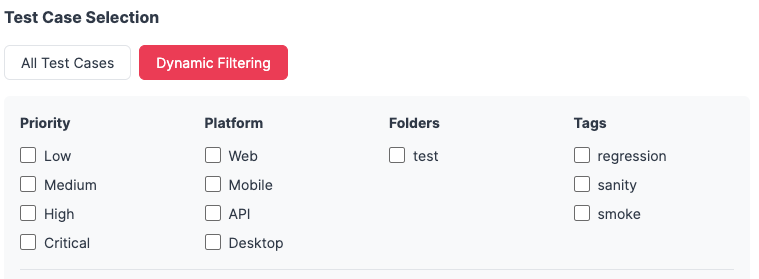 Test Case Selection
All Test Cases Dynamic Filtering
Priority Platform Folders Tags
Low Web test regression
Medium Mobile sanity
High API smoke
Critical Desktop